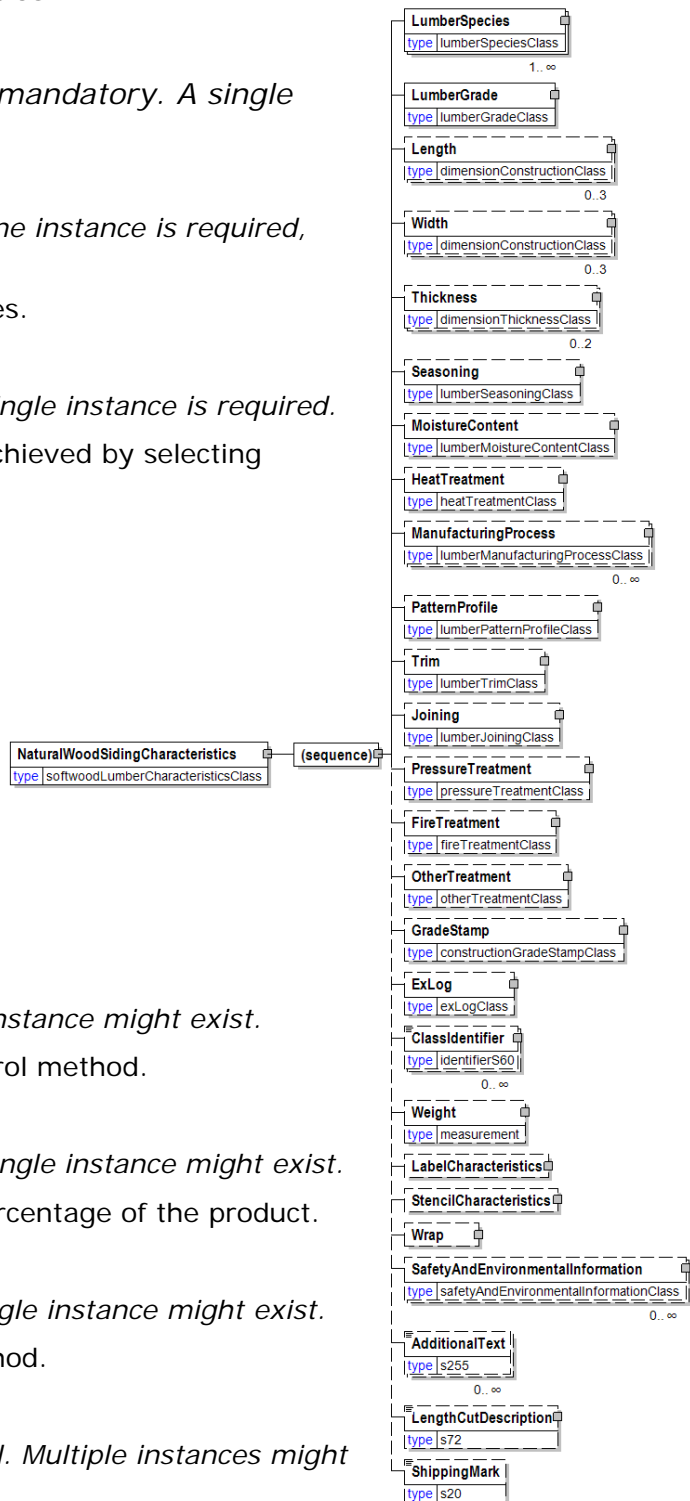 mandatory. A single
ne instance is required,
es.
ngle instance is required.
chieved by selecting
nstance might exist.
rol method.
ngle instance might exist.
rcentage of the product.
gle instance might exist.
nod.
l. Multiple instances might
NaturalWoodSidingCharacteristics
type softwoodLumberCharacteristicsClass
(sequence)
LumberSpecies
type lumberSpeciesClass
1.. ∞
LumberGrade
type lumberGradeClass
Length
type dimensionConstructionClass
0..3
Width
type dimensionConstructionClass
0..3
Thickness
type dimensionThicknessClass
0..2
Seasoning
type lumberSeasoningClass
MoistureContent
type lumberMoistureContentClass
HeatTreatment
type heatTreatmentClass
ManufacturingProcess
type lumberManufacturingProcessClass
0.. ∞
PatternProfile
type lumberPatternProfileClass
Trim
type lumberTrimClass
Joining
type lumberJoiningClass
PressureTreatment
type pressureTreatmentClass
FireTreatment
type fireTreatmentClass
OtherTreatment
type otherTreatmentClass
GradeStamp
type constructionGradeStampClass
ExLog
type exLogClass
ClassIdentifier
type identifierS60
0.. ∞
Weight
type measurement
LabelCharacteristics
StencilCharacteristics
Wrap
SafetyAndEnvironmentalInformation
type safetyAndEnvironmentalInformationClass
0.. ∞
AdditionalText
type s255
0.. ∞
LengthCutDescription
type s72
ShippingMark
type s20